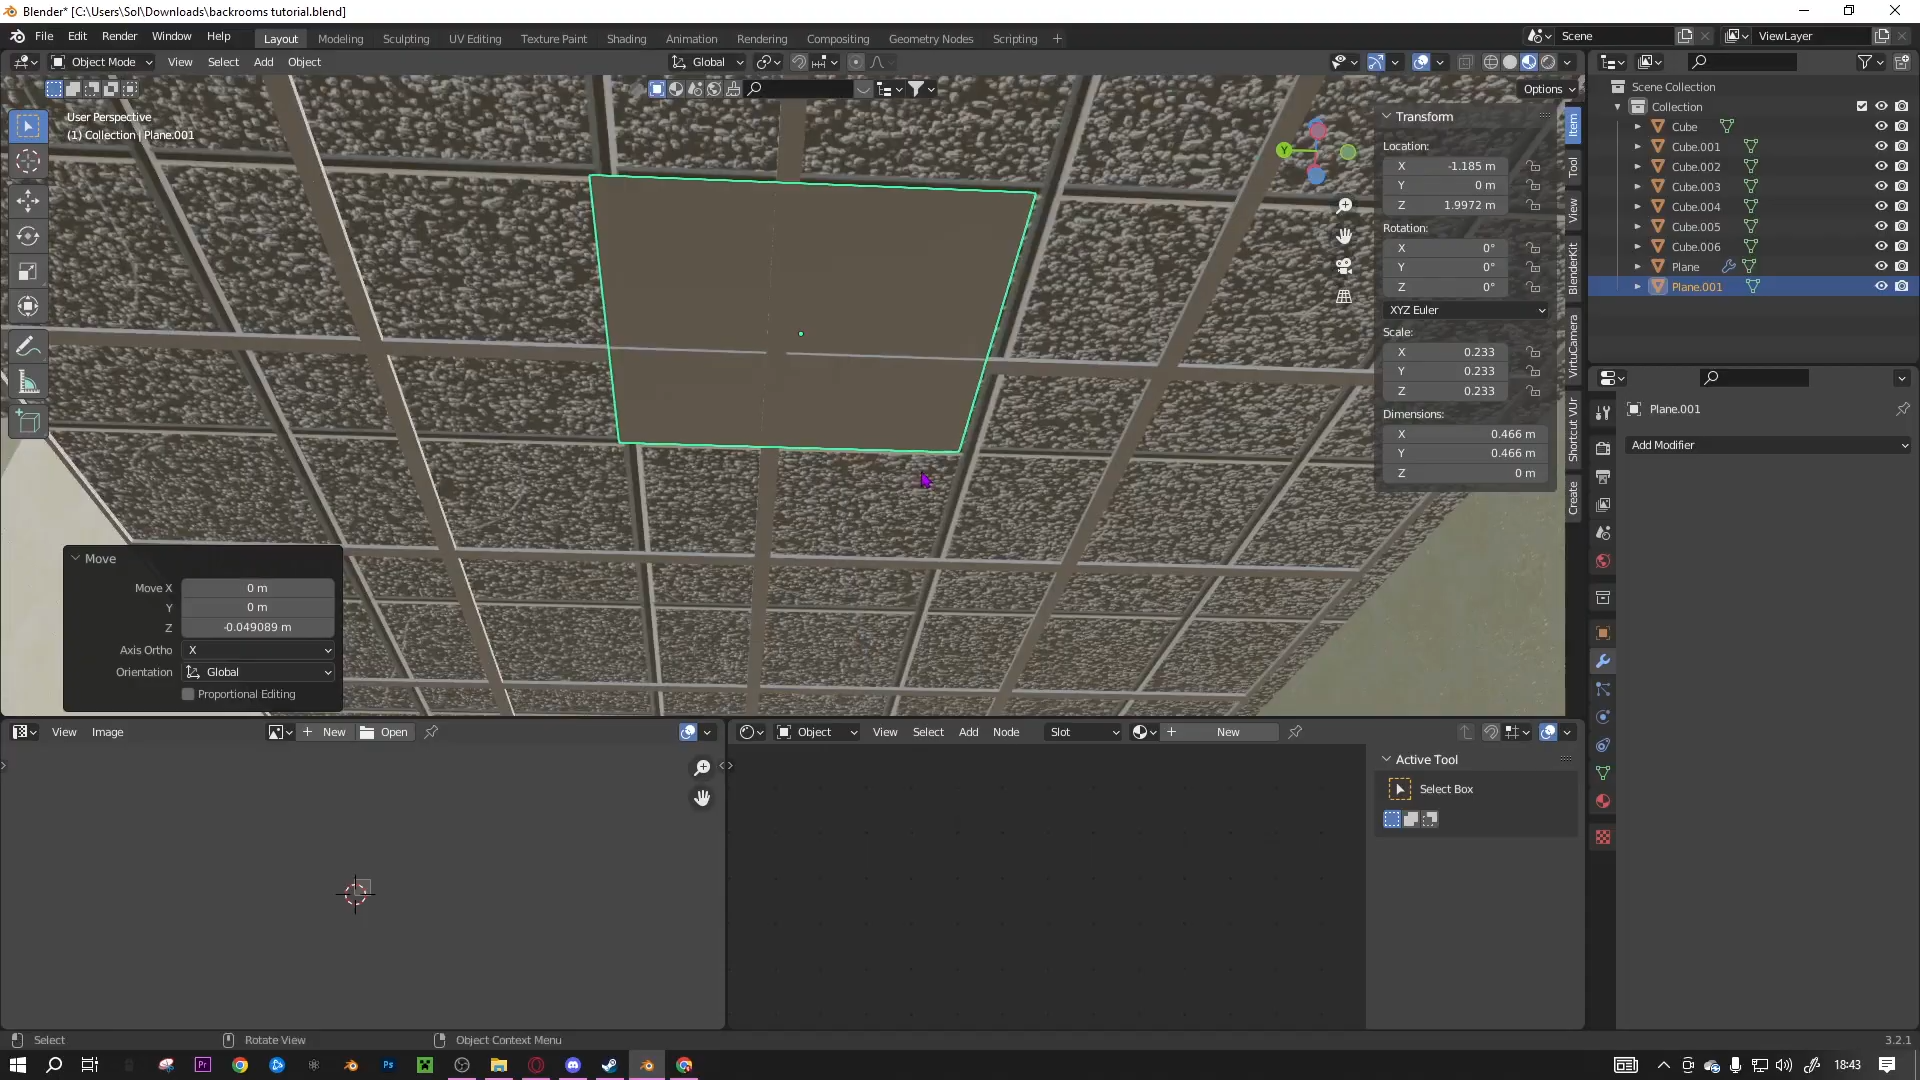 Blender* [C:\Users\Sol\Downloads\backrooms tutorial.blend]
File Edit Render Window Help
Layout Modeling Sculpting UV Editing Texture Paint Shading Animation Rendering Compositing Geometry Nodes Scripting +
Scene
ViewLayer
Object Mode View Select Add Object
Global
Options
User Perspective
(1) Collection | Plane.001
Y
Transform
Location:
X -1.185 m
Y 0 m
Z 1.9972 m
Rotation:
X 0°
Y 0°
Z 0°
XYZ Euler
Scale:
X 0.233
Y 0.233
Z 0.233
Dimensions:
X 0.466 m
Y 0.466 m
Z 0 m
Item
Tool
View
BlenderKit
VirtuCamera
Shortcut VUr
Create
Scene Collection
Collection
Cube
Cube.001
Cube.002
Cube.003
Cube.004
Cube.005
Cube.006
Plane
Plane.001
Plane.001
Add Modifier
Move
Move X 0 m
Y 0 m
Z -0.049089 m
Axis Ortho X
Orientation Global
Proportional Editing
View Image
New Open
Object View Select Add Node Slot
New
Active Tool
Select Box
Select
Rotate View
Object Context Menu
3.2.1
Pr
Ps
18:43